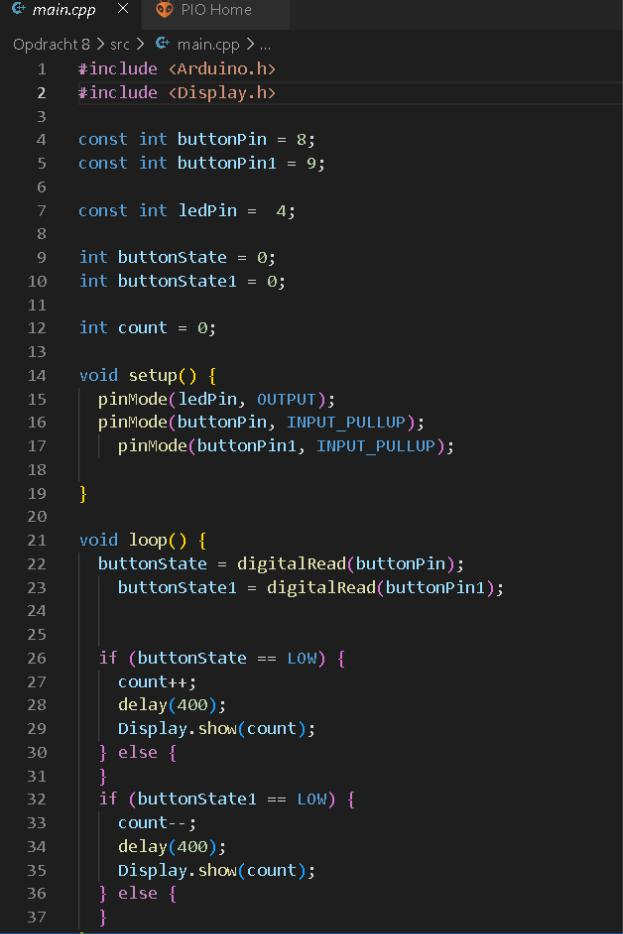 main.cpp × PIO Home
Opdracht 8 > src > main.cpp > ...
1 #include <Arduino.h>
2 #include <Display.h>
3
4 const int buttonPin = 8;
5 const int buttonPin1 = 9;
6
7 const int ledPin =  4;
8
9 int buttonState = 0;
10 int buttonState1 = 0;
11
12 int count = 0;
13
14 void setup() {
15   pinMode(ledPin, OUTPUT);
16   pinMode(buttonPin, INPUT_PULLUP);
17     pinMode(buttonPin1, INPUT_PULLUP);
18
19 }
20
21 void loop() {
22   buttonState = digitalRead(buttonPin);
23     buttonState1 = digitalRead(buttonPin1);
24
25
26   if (buttonState == LOW) {
27     count++;
28     delay(400);
29     Display.show(count);
30   } else {
31   }
32   if (buttonState1 == LOW) {
33     count--;
34     delay(400);
35     Display.show(count);
36   } else {
37   }